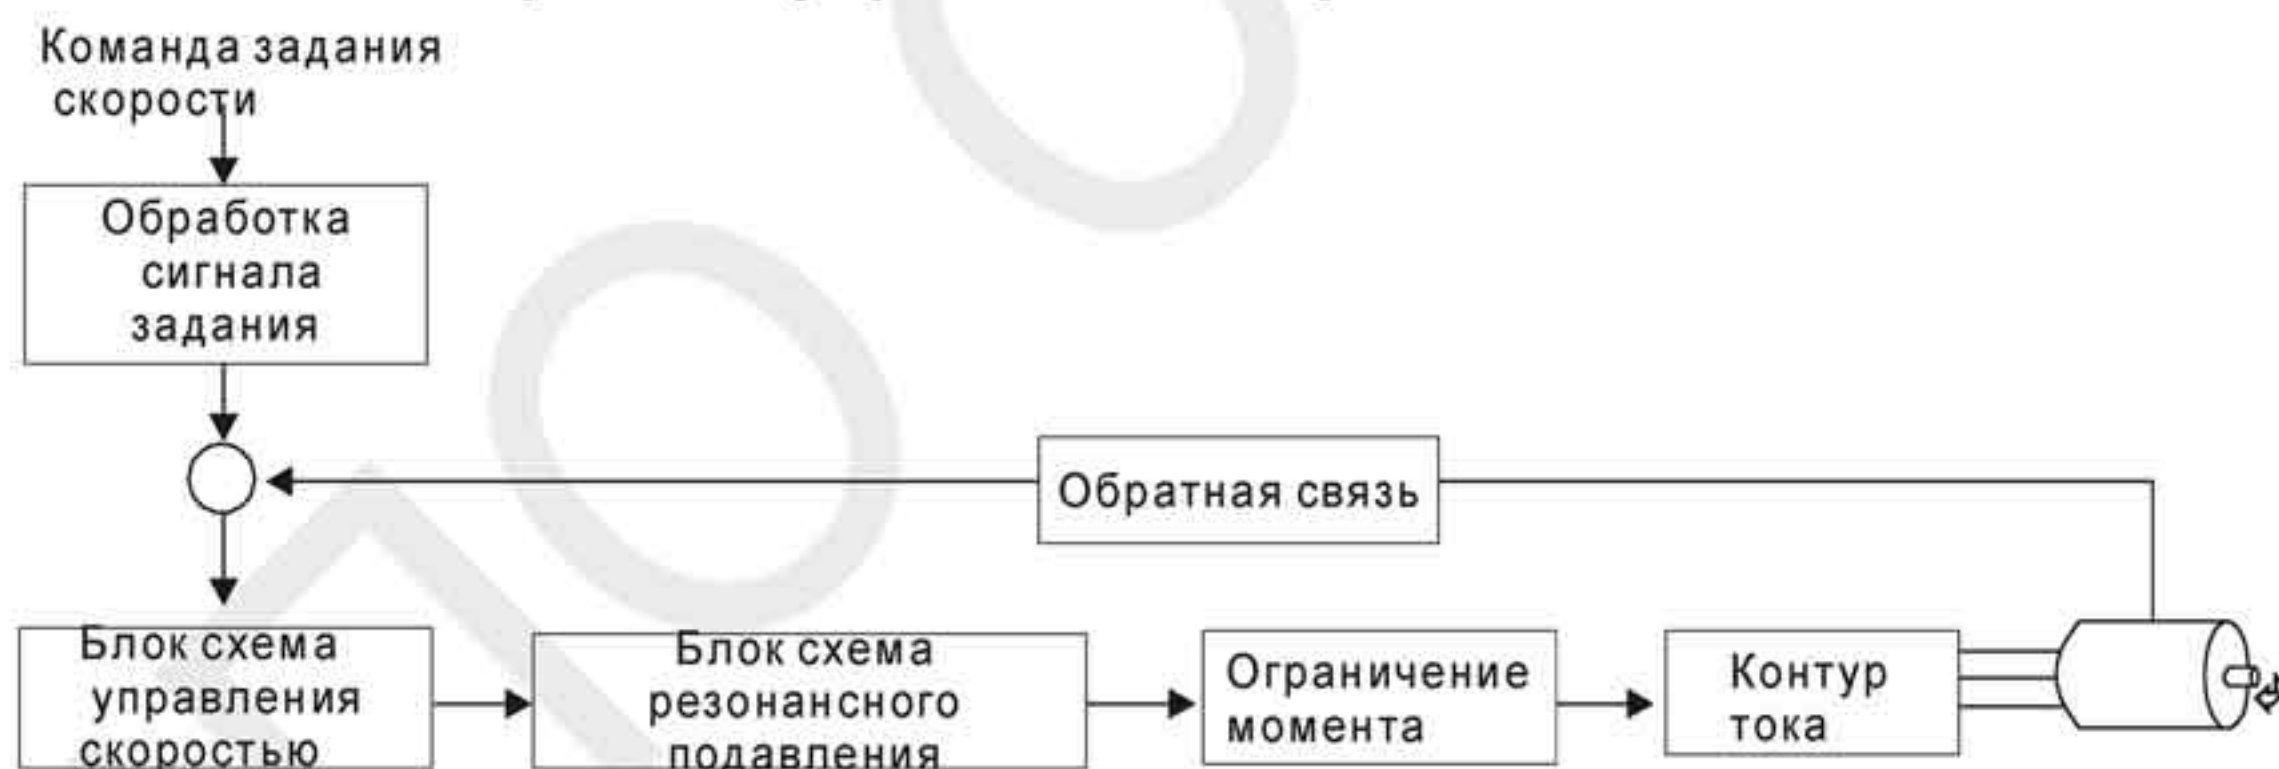 Команда задания
скорости
Обработка
сигнала
задания
Обратная связь
Блок схема
управления
скоростью
Блок схема
резонансного
подавления
Ограничение
момента
Контур
тока